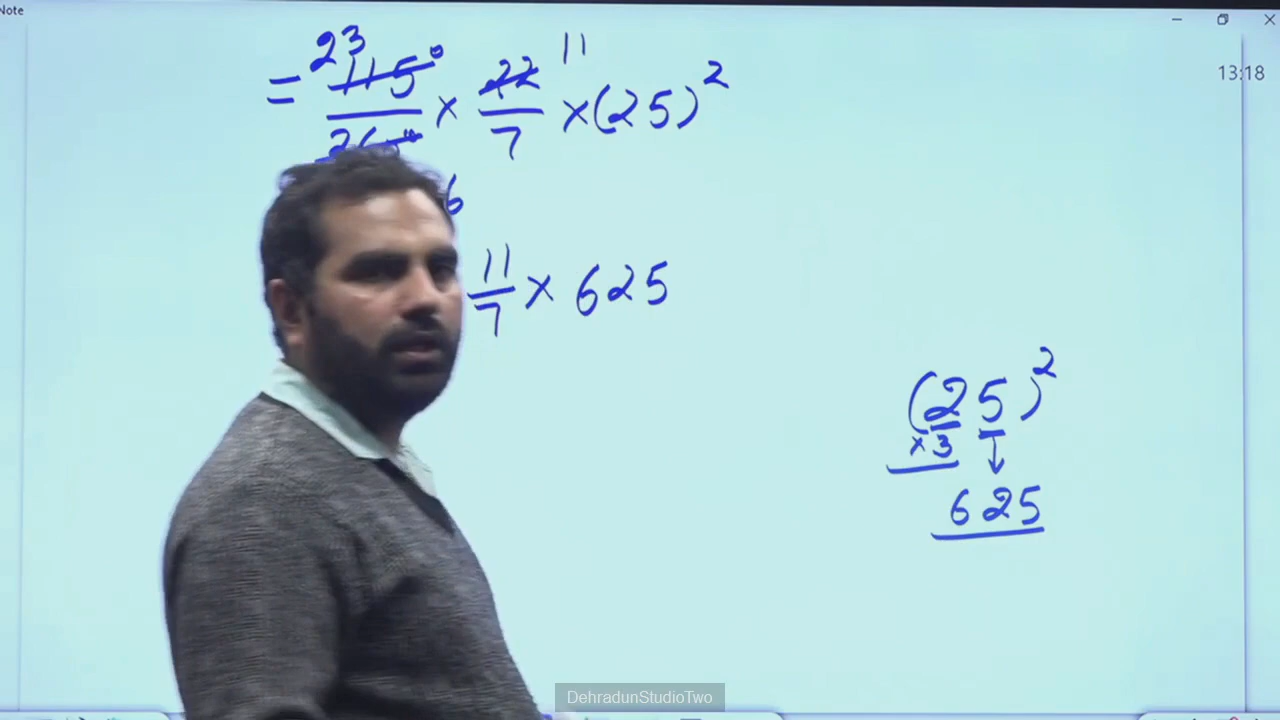 Note
13:18
= 115°/360° × 22/7 × (25)²
23
11
6
11/7 × 625
(25)²
×3
↓
625
DehradunStudioTwo